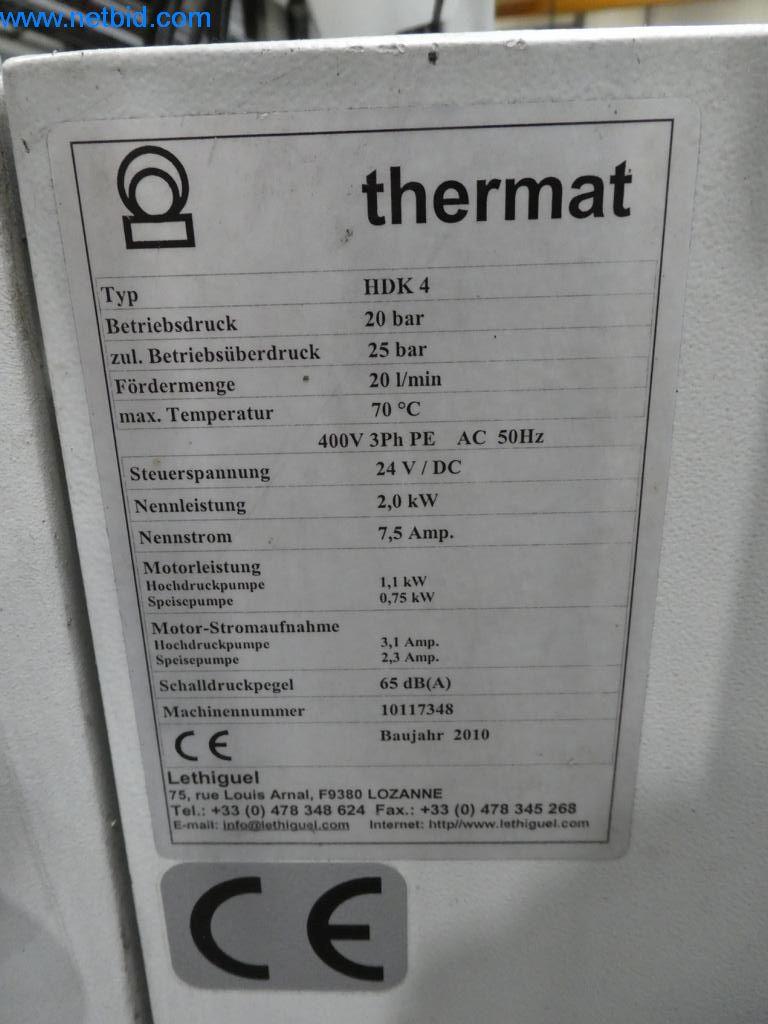 www.netbid.com
thermat
Typ HDK 4
Betriebsdruck 20 bar
zul. Betriebsüberdruck 25 bar
Fördermenge 20 l/min
max. Temperatur 70 °C
400V 3Ph PE AC 50Hz
Steuerspannung 24 V / DC
Nennleistung 2,0 kW
Nennstrom 7,5 Amp.
Motorleistung
Hochdruckpumpe 1,1 kW
Speisepumpe 0,75 kW
Motor-Stromaufnahme
Hochdruckpumpe 3,1 Amp.
Speisepumpe 2,3 Amp.
Schalldruckpegel 65 dB(A)
Machinennummer 10117348
CE Baujahr 2010
Lethiguel
75, rue Louis Arnal, F9380 LOZANNE
Tel.: +33 (0) 478 348 624 Fax.: +33 (0) 478 345 268
E-mail: info@lethiguel.com Internet: http//www.lethiguel.com
CE